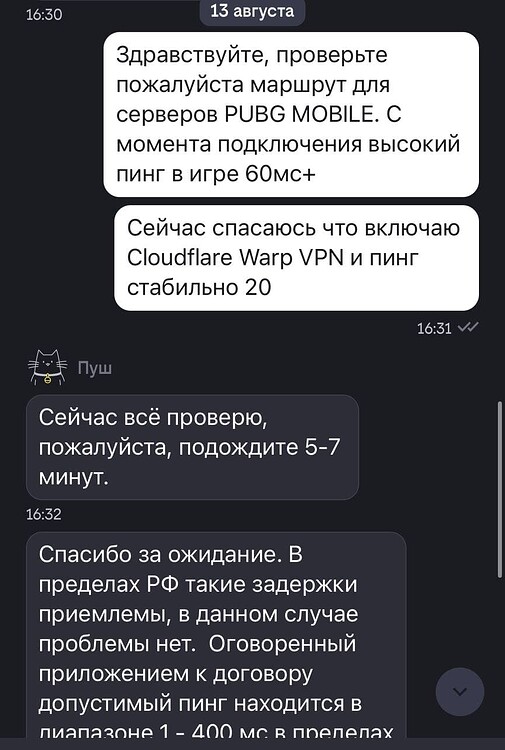 13 августа
16:30
Здравствуйте, проверьте
пожалуйста маршрут для
серверов PUBG MOBILE. С
момента подключения высокий
пинг в игре 60мс+
Сейчас спасаюсь что включаю
Cloudflare Warp VPN и пинг
стабильно 20
16:31
Пуш
Сейчас всё проверю,
пожалуйста, подождите 5-7
минут.
16:32
Спасибо за ожидание. В
пределах РФ такие задержки
приемлемы, в данном случае
проблемы нет. Оговоренный
приложением к договору
допустимый пинг находится в
диапазоне 1 - 400 мс в пределах